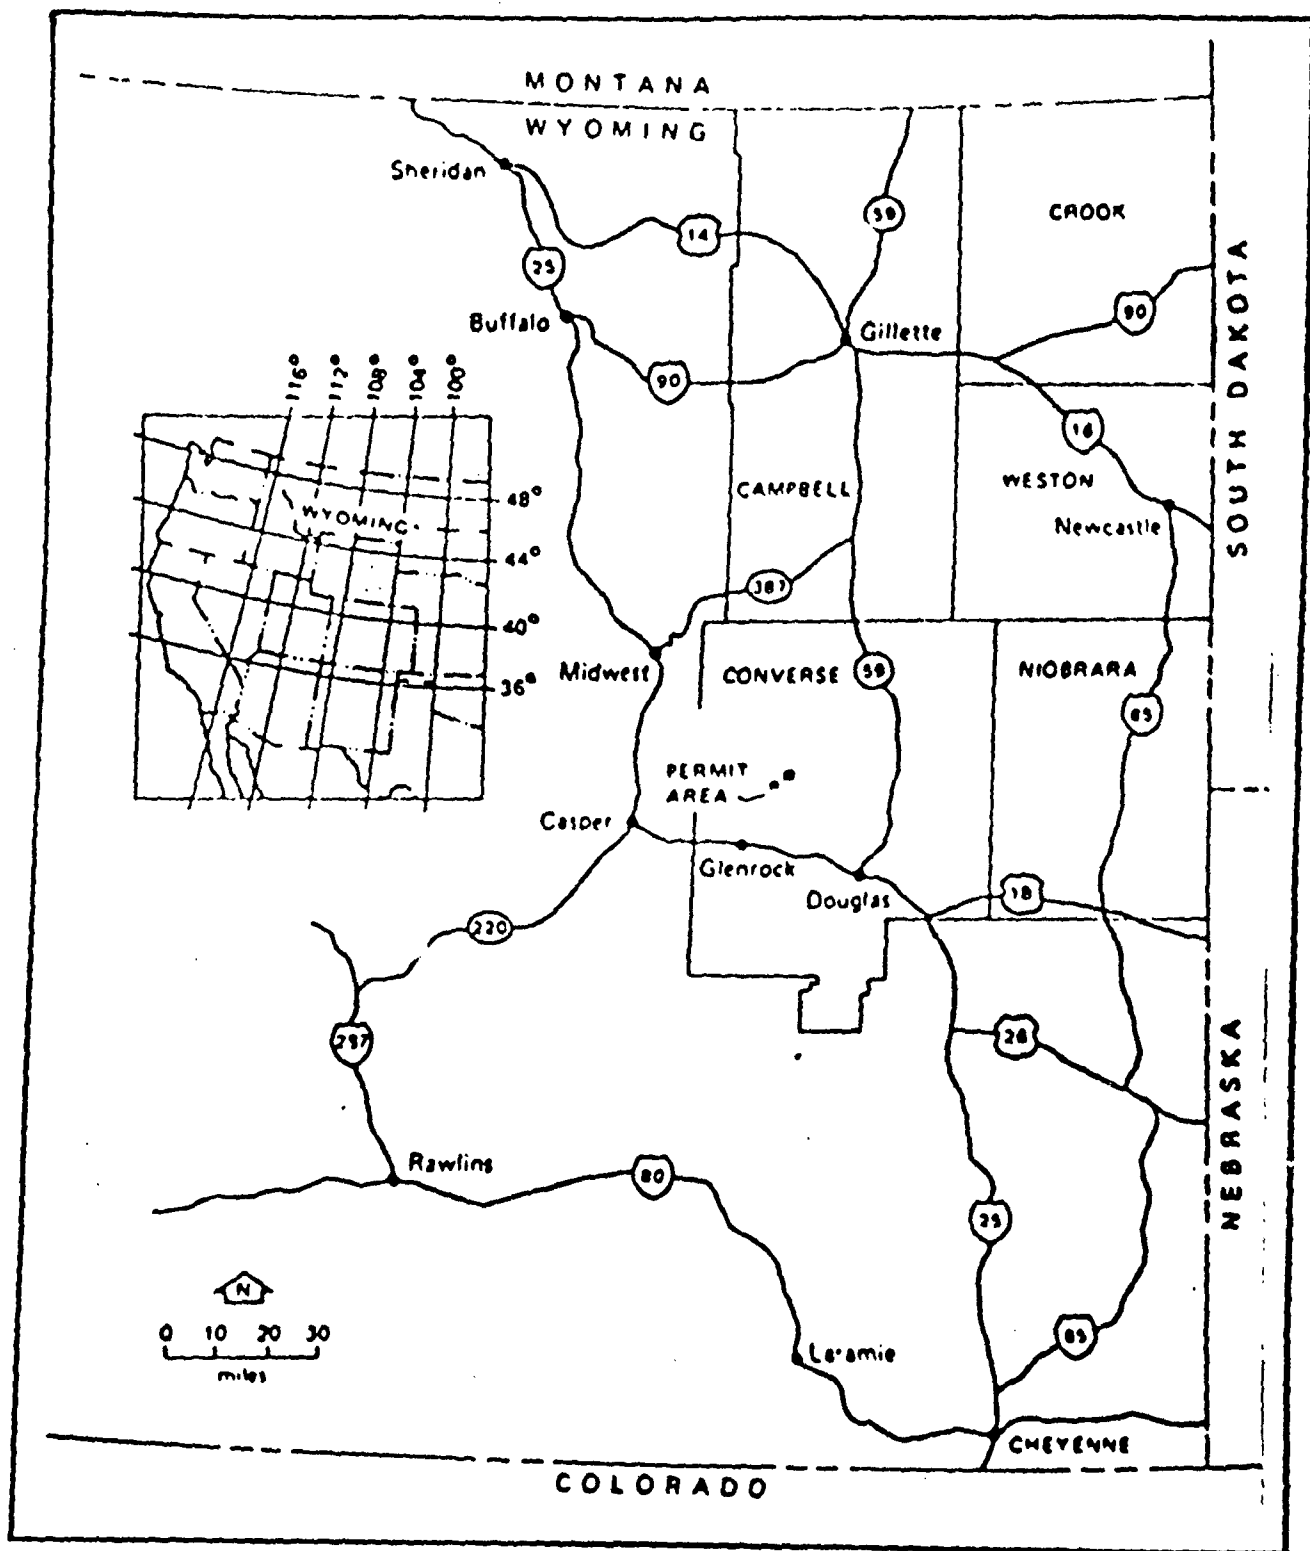 MONTANA
WYOMING
Sheridan
14
59
CROOK
25
Buffalo
90
Gillette
90
SOUTH DAKOTA
116°
112°
108°
104°
100°
16
CAMPBELL
WESTON
Newcastle
WYOMING
48°
44°
40°
36°
387
Midwest
CONVERSE
59
NIOBRARA
85
PERMIT
AREA
Casper
Glenrock
Douglas
18
220
287
26
NEBRASKA
Rawlins
80
25
N
0 10 20 30
miles
85
Laramie
CHEYENNE
COLORADO